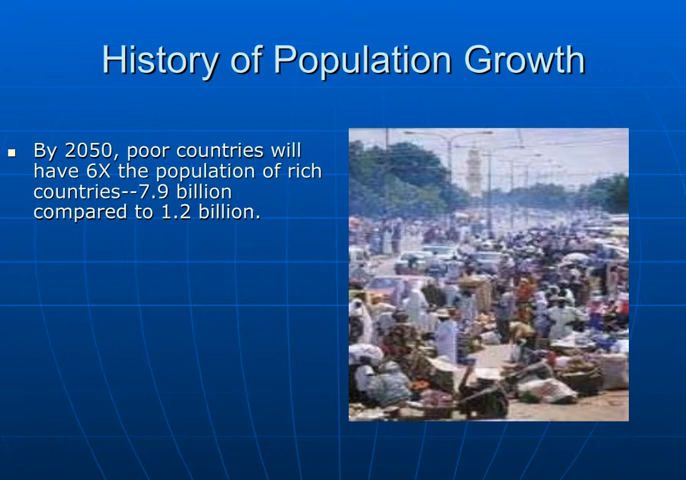 History of Population Growth
By 2050, poor countries will
have 6X the population of rich
countries--7.9 billion
compared to 1.2 billion.